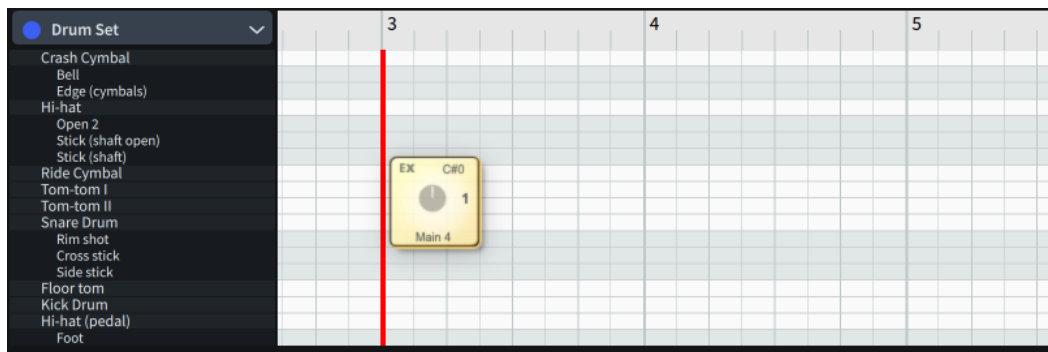 Drum Set
3 4 5
Crash Cymbal
Bell
Edge (cymbals)
Hi-hat
Open 2
Stick (shaft open)
Stick (shaft)
Ride Cymbal
Tom-tom I
Tom-tom II
Snare Drum
Rim shot
Cross stick
Side stick
Floor tom
Kick Drum
Hi-hat (pedal)
Foot
EX C#0
1
Main 4